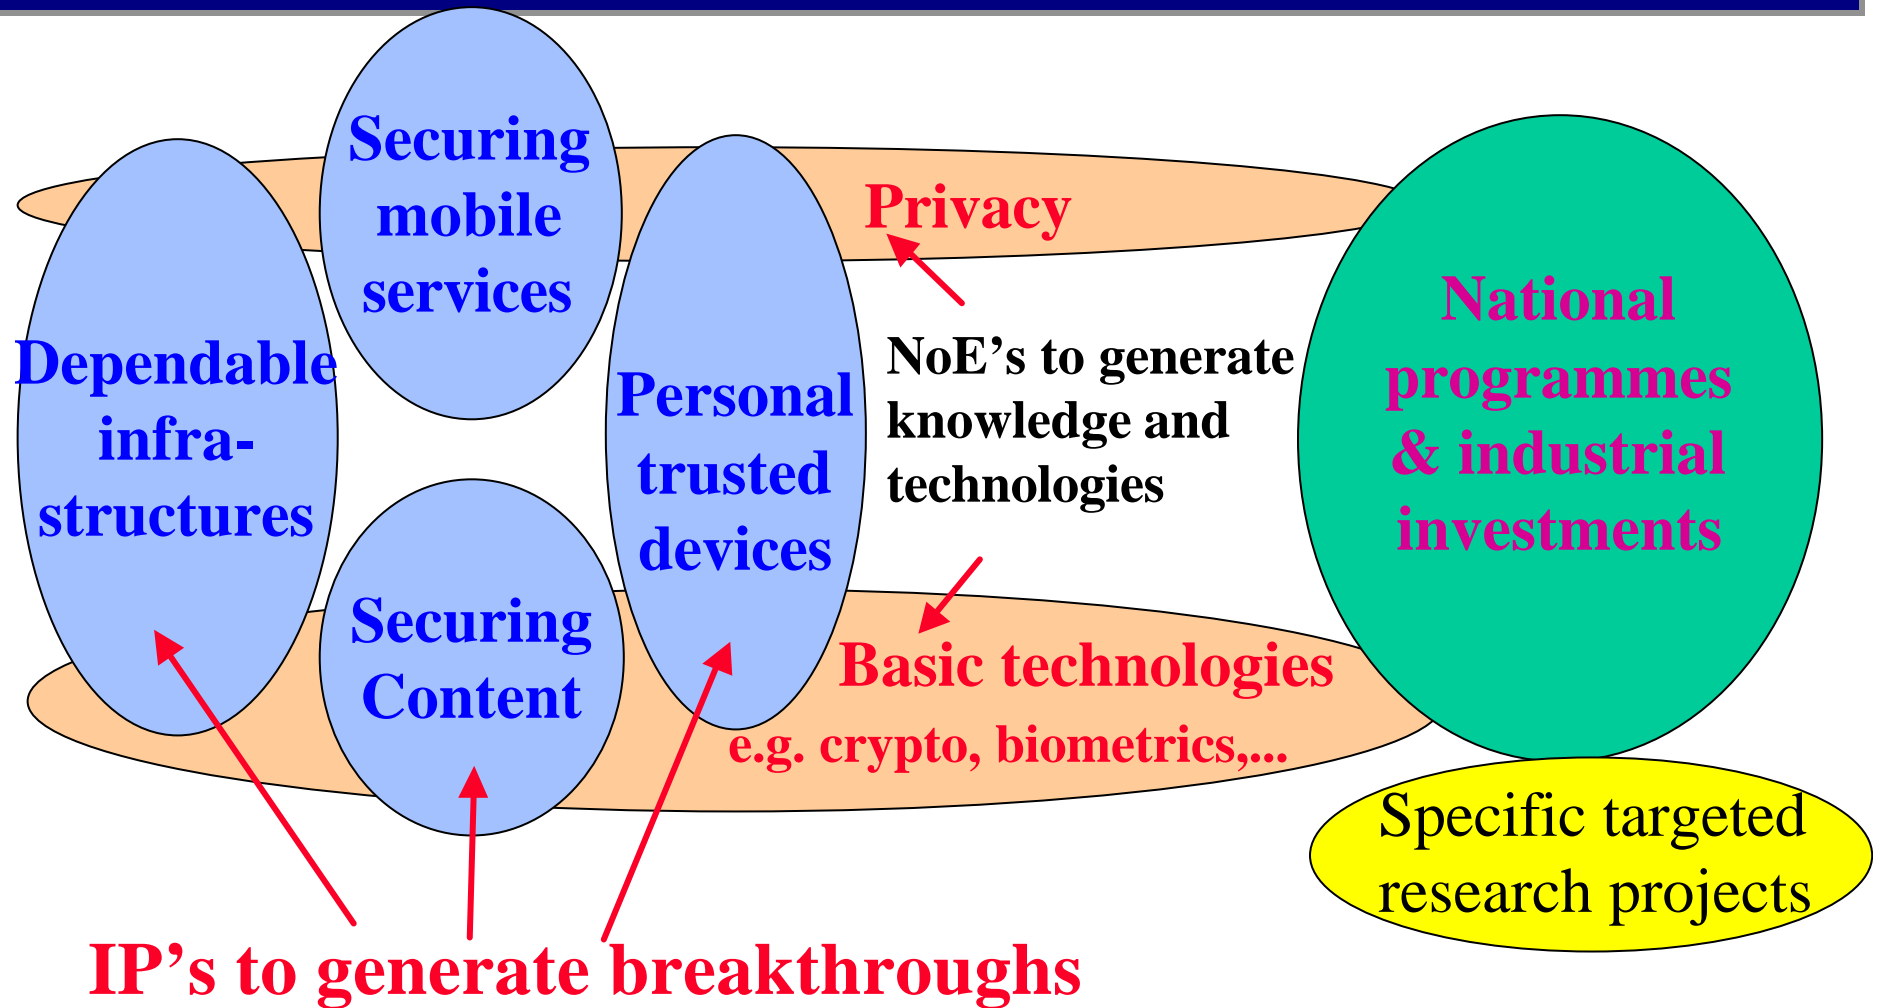 Securing
mobile
services
Privacy
Dependable
infra-
structures
Personal
trusted
devices
NoE’s to generate
knowledge and
technologies
National
programmes
& industrial
investments
Securing
Content
Basic technologies
e.g. crypto, biometrics,...
Specific targeted
research projects
IP’s to generate breakthroughs